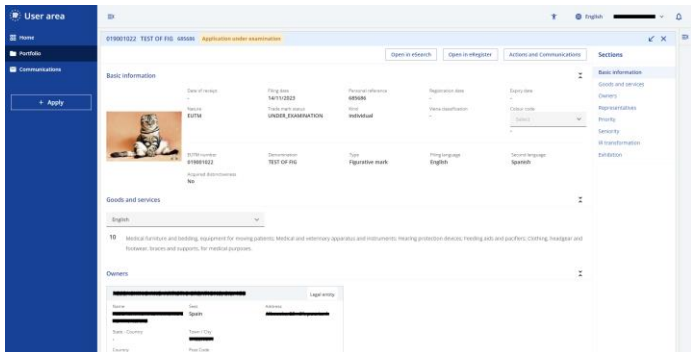 User area
English
Home
Portfolio
Communications
+ Apply
019001022 TEST OF FIG 685686 Application under examination
Open in eSearch Open in eRegister Actions and Communications
Sections
Basic information
Goods and services
Owners
Representatives
Priority
Seniority
IR transformation
Exhibition
Basic information
Date of receipt Filing date Personal reference Registration date Expiry date
- 14/11/2023 685686 - -
Nature Trade mark status Kind Vienna classification Colour code
EUTM UNDER_EXAMINATION Individual - Select
-
EUTM number Denomination Type Filing language Second language
019001022 TEST OF FIG Figurative mark English Spanish
Acquired distinctiveness
No
Goods and services
English
10 Medical furniture and bedding, equipment for moving patients; Medical and veterinary apparatus and instruments; Hearing protection devices; Feeding aids and pacifiers; Clothing, headgear and
footwear, braces and supports, for medical purposes.
Owners
Legal entity
Name Seat Address
Spain
State / Country Town / City
-
Country Post Code